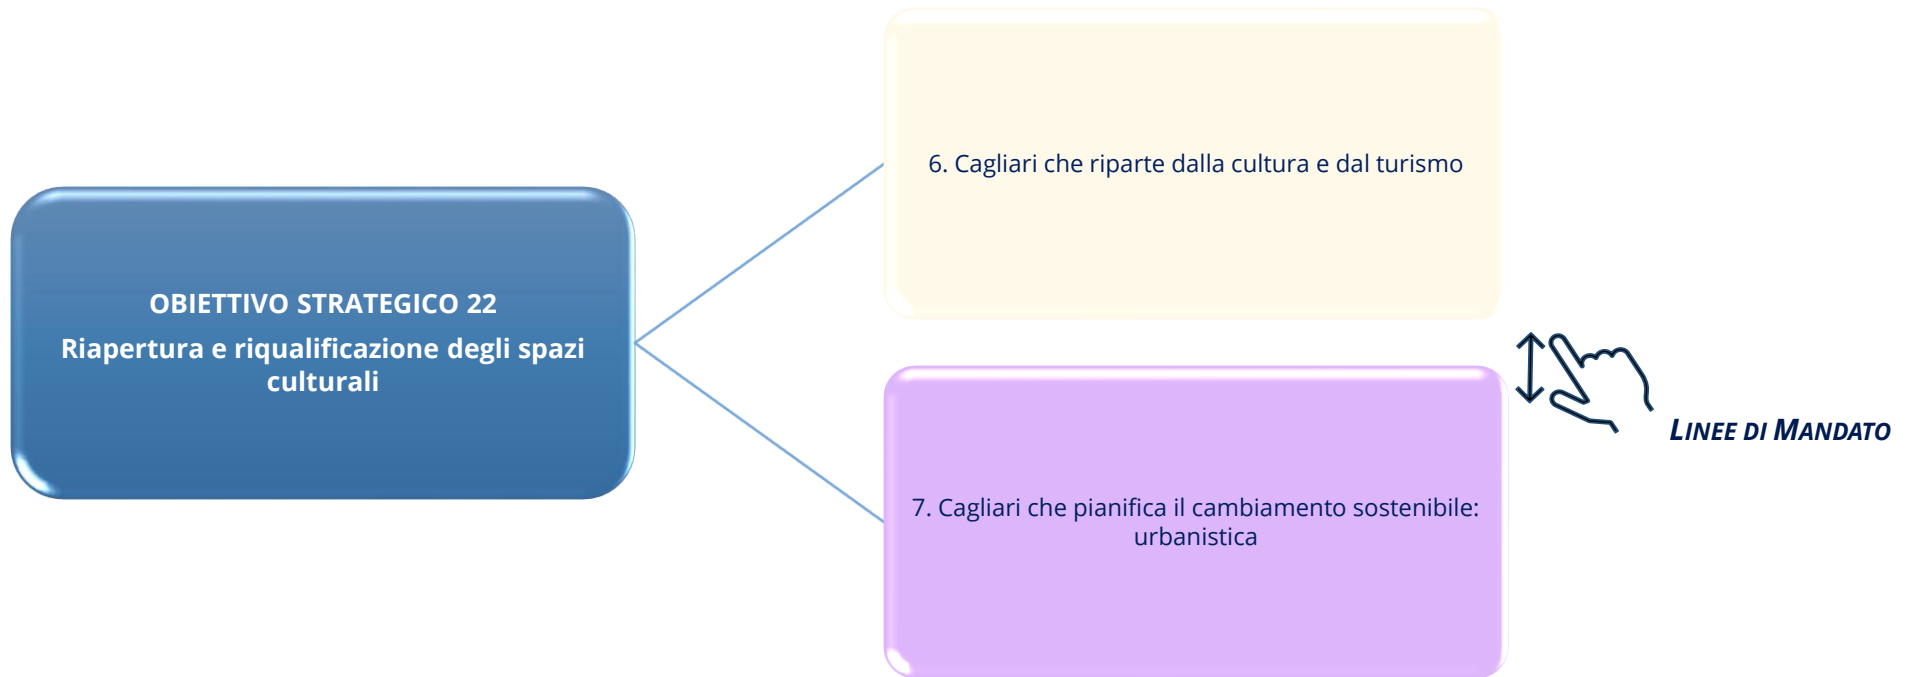 OBIETTIVO STRATEGICO 22
Riapertura e riqualificazione degli spazi
culturali
6. Cagliari che riparte dalla cultura e dal turismo
7. Cagliari che pianifica il cambiamento sostenibile:
urbanistica
LINEE DI MANDATO